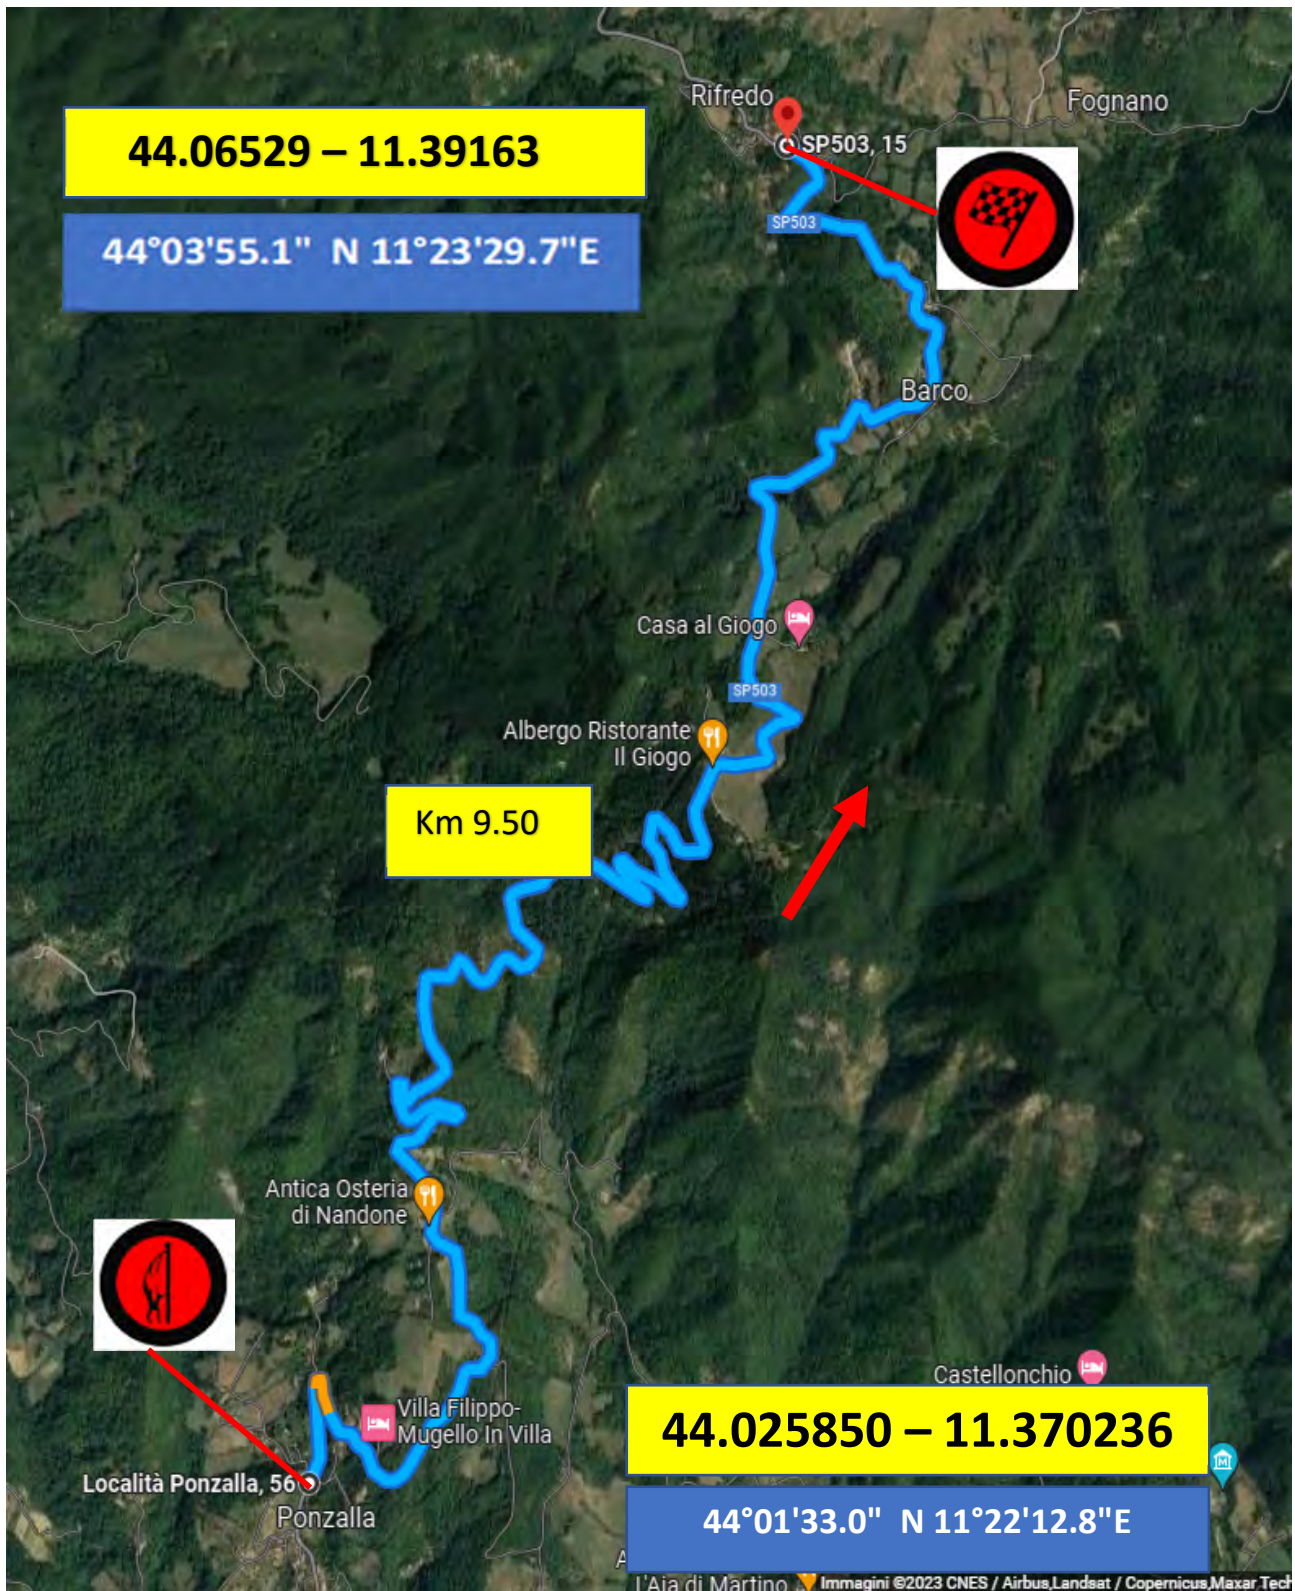 Rifredo
Fognano
44.06529 – 11.39163
SP503, 15
44°03'55.1" N 11°23'29.7"E
SP503
Barco
Casa al Giogo
SP503
Albergo Ristorante
Il Giogo
Km 9.50
Antica Osteria
di Nandone
Castellonchio
Villa Filippo-
Mugello In Villa
44.025850 – 11.370236
Località Ponzalla, 56
Ponzalla
44°01'33.0" N 11°22'12.8"E
L'Aia di Martino
Immagini ©2023 CNES / Airbus,Landsat / Copernicus,Maxar Tech